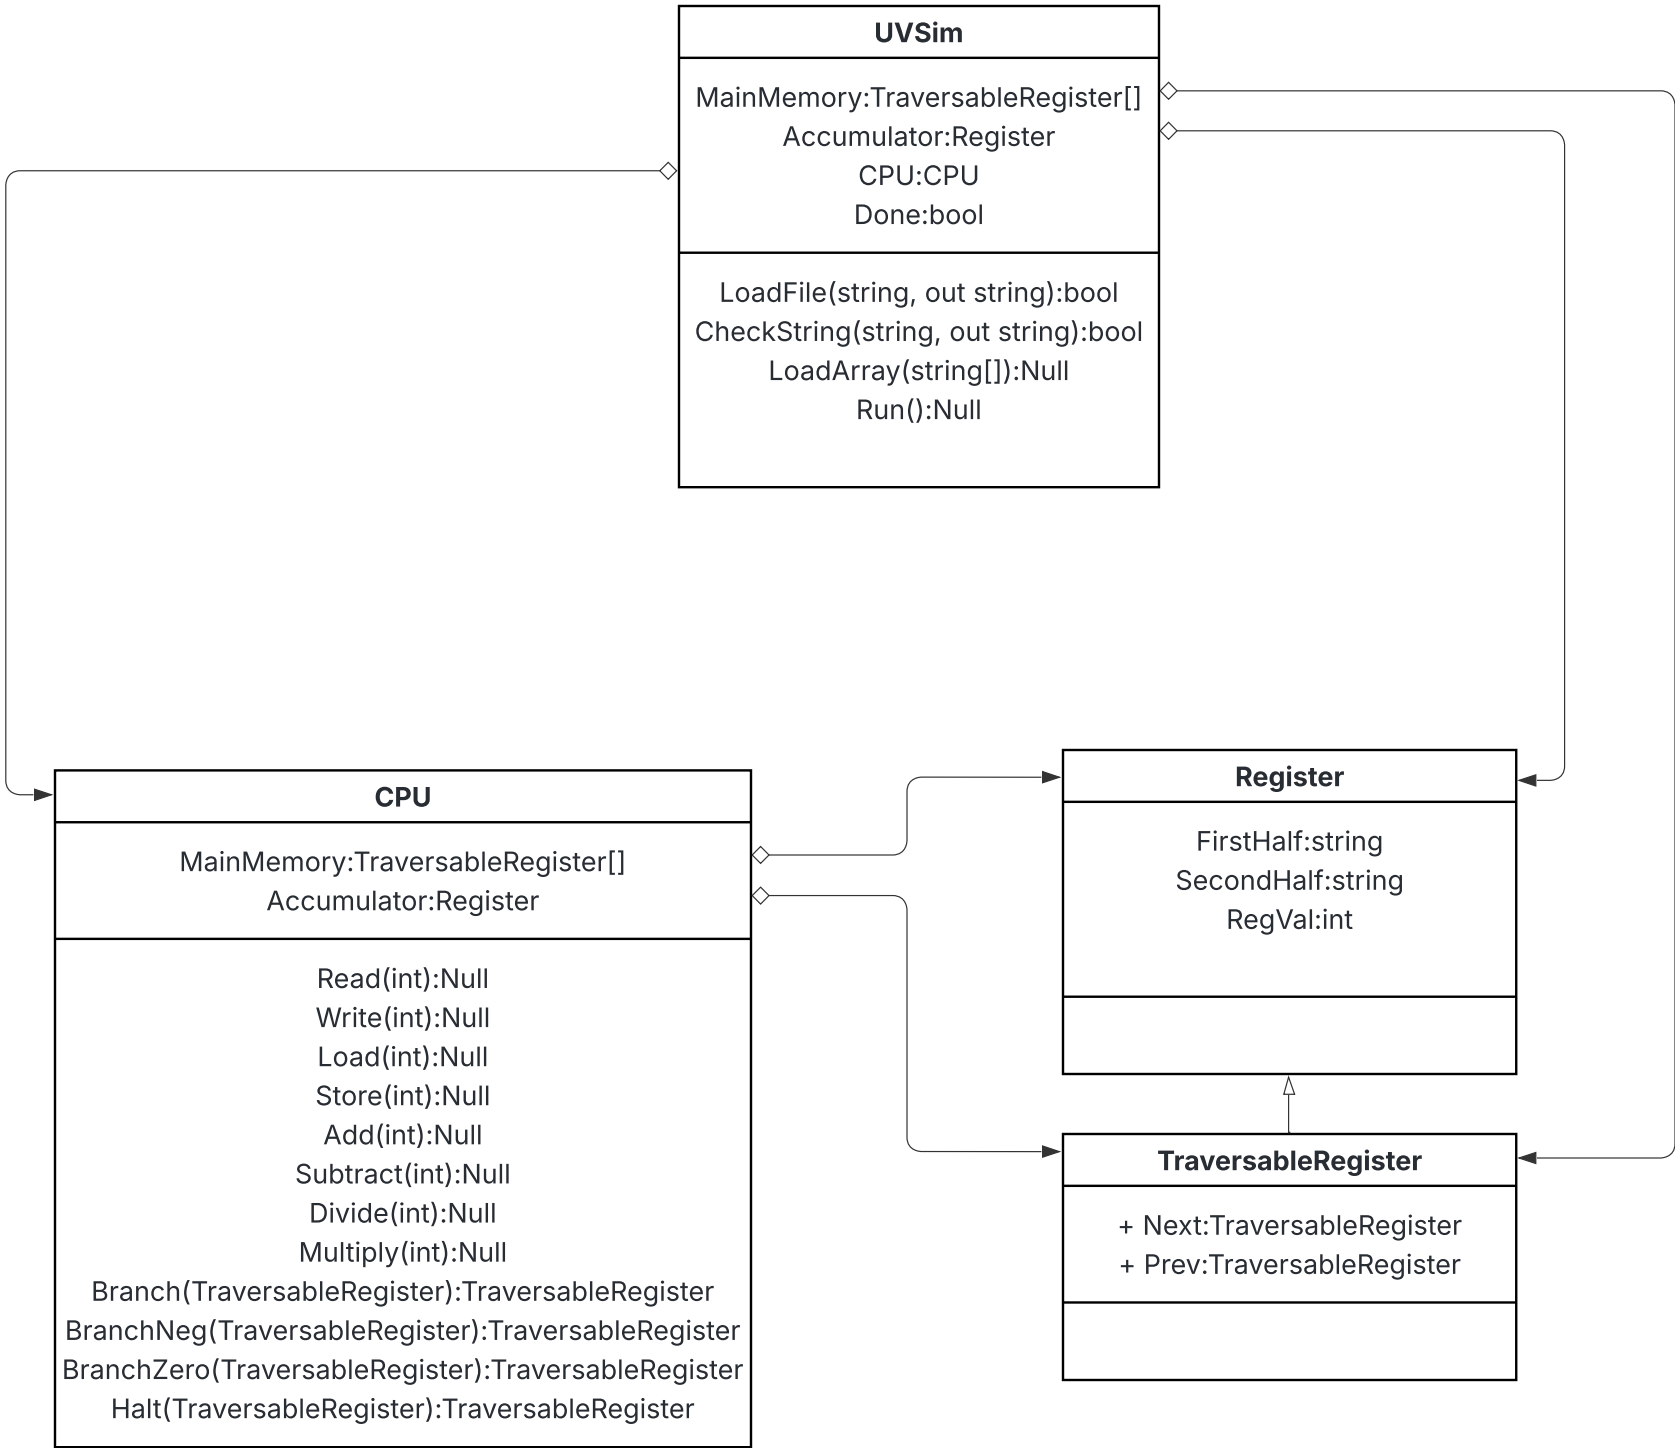 UVSim
MainMemory:TraversableRegister[]
Accumulator:Register
CPU:CPU
Done:bool
LoadFile(string, out string):bool
CheckString(string, out string):bool
LoadArray(string[]):Null
Run():Null
CPU
MainMemory:TraversableRegister[]
Accumulator:Register
Read(int):Null
Write(int):Null
Load(int):Null
Store(int):Null
Add(int):Null
Subtract(int):Null
Divide(int):Null
Multiply(int):Null
Branch(TraversableRegister):TraversableRegister
BranchNeg(TraversableRegister):TraversableRegister
BranchZero(TraversableRegister):TraversableRegister
Halt(TraversableRegister):TraversableRegister
Register
FirstHalf:string
SecondHalf:string
RegVal:int
TraversableRegister
+ Next:TraversableRegister
+ Prev:TraversableRegister